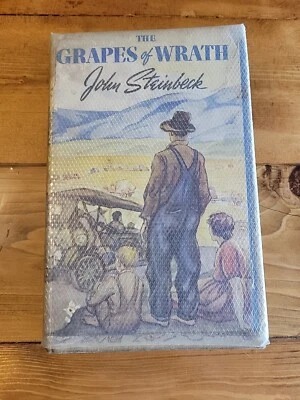 THE
GRAPES of WRATH
John Steinbeck